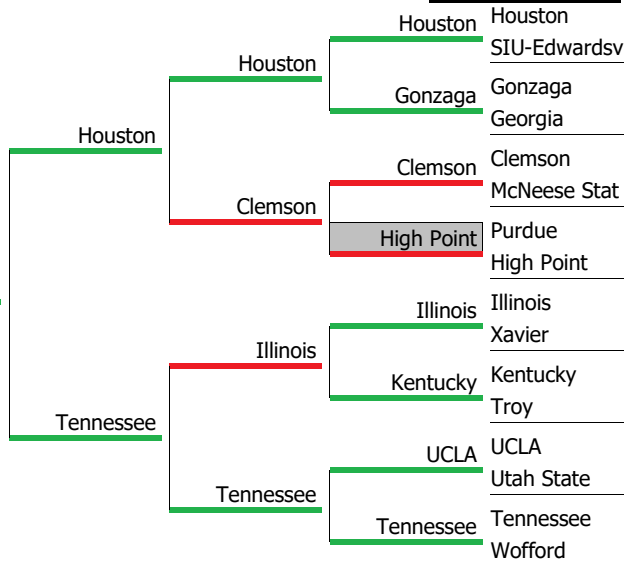 Houston
Houston
SIU-Edwardsv
Houston
Gonzaga
Gonzaga
Georgia
Houston
Clemson
Clemson
McNeese Stat
Clemson
High Point
Purdue
High Point
Illinois
Illinois
Xavier
Illinois
Kentucky
Kentucky
Troy
Tennessee
UCLA
UCLA
Utah State
Tennessee
Tennessee
Tennessee
Wofford